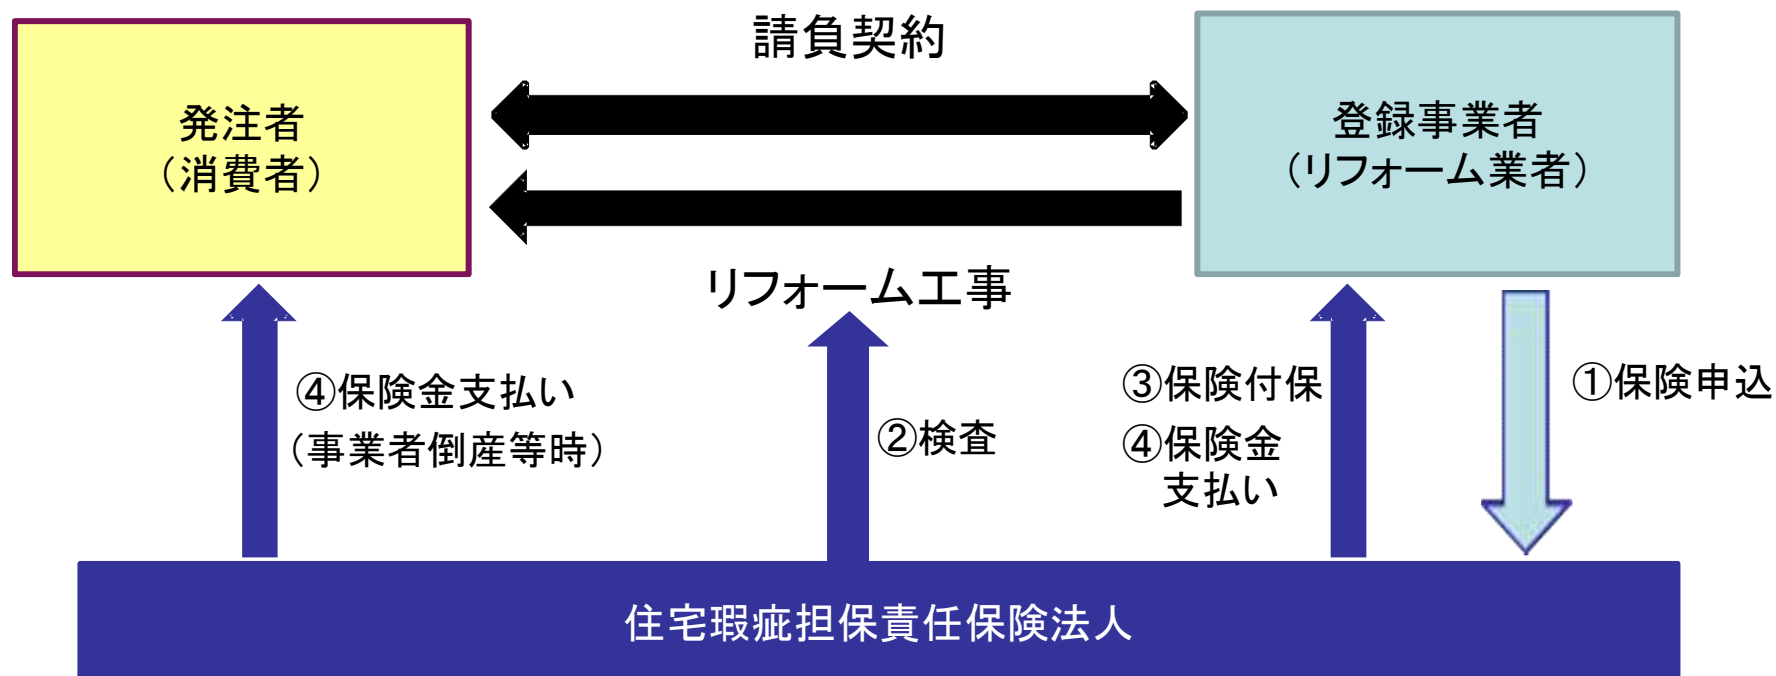 請負契約
発注者
（消費者）
登録事業者
（リフォーム業者）
リフォーム工事
④保険金支払い
（事業者倒産等時）
②検査
③保険付保
④保険金
支払い
①保険申込
住宅瑕疵担保責任保険法人